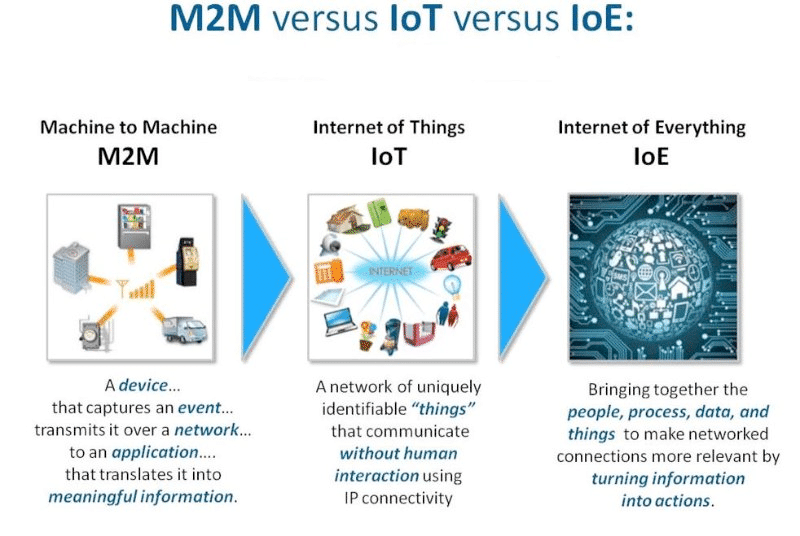 M2M versus IoT versus IoE:
Machine to Machine
M2M
Internet of Things
IoT
Internet of Everything
IoE
INTERNET
SMS
A device...
that captures an event...
transmits it over a network...
to an application....
that translates it into
meaningful information.
A network of uniquely
identifiable “things”
that communicate
without human
interaction using
IP connectivity
Bringing together the
people, process, data, and
things to make networked
connections more relevant by
turning information
into actions.